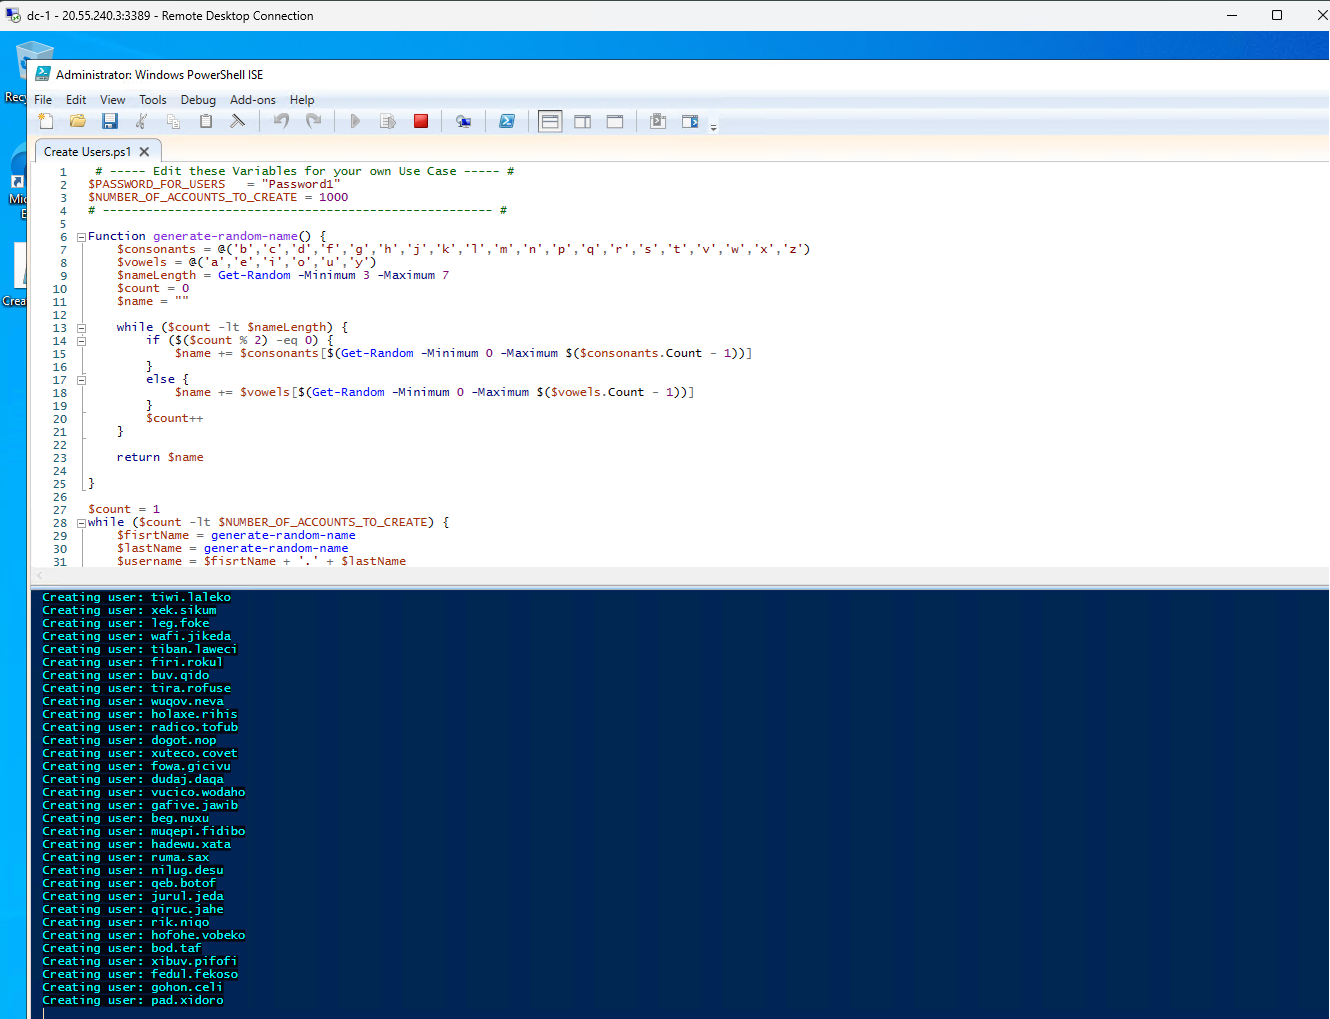 dc-1 - 20.55.240.3:3389 - Remote Desktop Connection
Administrator: Windows PowerShell ISE
File Edit View Tools Debug Add-ons Help
Create Users.ps1
1 # ----- Edit these Variables for your own Use Case ----- #
2 $PASSWORD_FOR_USERS   = "Password1"
3 $NUMBER_OF_ACCOUNTS_TO_CREATE = 1000
4 # ------------------------------------------------------ #
5
6 Function generate-random-name() {
7     $consonants = @('b','c','d','f','g','h','j','k','l','m','n','p','q','r','s','t','v','w','x','z')
8     $vowels = @('a','e','i','o','u','y')
9     $nameLength = Get-Random -Minimum 3 -Maximum 7
10     $count = 0
11     $name = ""
12
13     while ($count -lt $nameLength) {
14         if ($($count % 2) -eq 0) {
15             $name += $consonants[$(Get-Random -Minimum 0 -Maximum $($consonants.Count - 1))]
16         }
17         else {
18             $name += $vowels[$(Get-Random -Minimum 0 -Maximum $($vowels.Count - 1))]
19         }
20         $count++
21     }
22
23     return $name
24
25 }
26
27 $count = 1
28 while ($count -lt $NUMBER_OF_ACCOUNTS_TO_CREATE) {
29     $fisrtName = generate-random-name
30     $lastName = generate-random-name
31     $username = $fisrtName + '.' + $lastName
Creating user: tiwi.laleko
Creating user: xek.sikum
Creating user: leg.foke
Creating user: wafi.jikeda
Creating user: tiban.laweci
Creating user: firi.rokul
Creating user: buv.qido
Creating user: tira.rofuse
Creating user: wuqov.neva
Creating user: holaxe.rihis
Creating user: radico.tofub
Creating user: dogot.nop
Creating user: xuteco.covet
Creating user: fowa.gicivu
Creating user: dudaj.daqa
Creating user: vucico.wodaho
Creating user: gafive.jawib
Creating user: beg.nuxu
Creating user: muqepi.fidibo
Creating user: hadewu.xata
Creating user: ruma.sax
Creating user: nilug.desu
Creating user: qeb.botof
Creating user: jurul.jeda
Creating user: qiruc.jahe
Creating user: rik.niqo
Creating user: hofohe.vobeko
Creating user: bod.taf
Creating user: xibuv.pifofi
Creating user: fedul.fekoso
Creating user: gohon.celi
Creating user: pad.xidoro